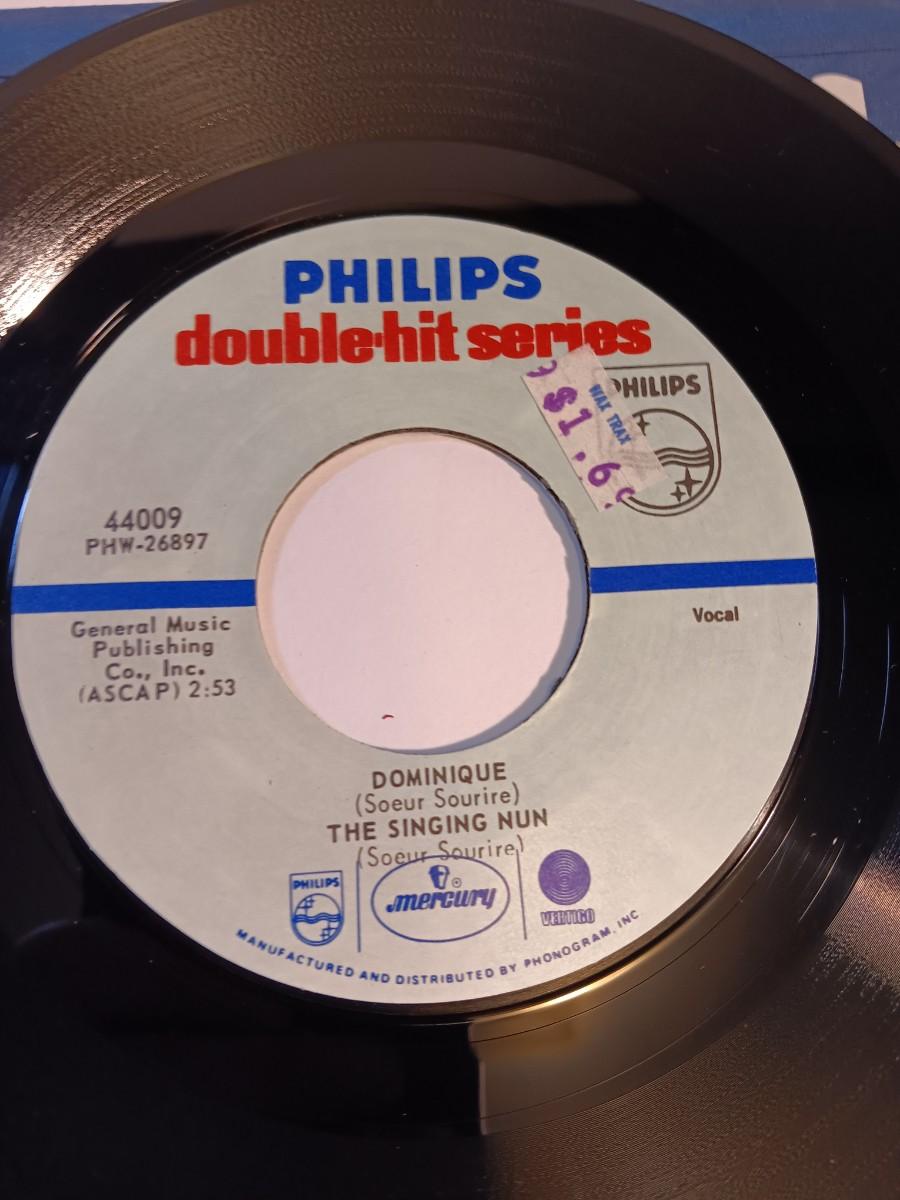 PHILIPS
double-hit series
WAX TRAX
$1.69
PHILIPS
44009
PHW-26897
General Music
Publishing
Co., Inc.
(ASCAP) 2:53
Vocal
DOMINIQUE
(Soeur Sourire)
THE SINGING NUN
(Soeur Sourire)
PHILIPS
mercury
®
VERTIGO
MANUFACTURED AND DISTRIBUTED BY PHONOGRAM, INC